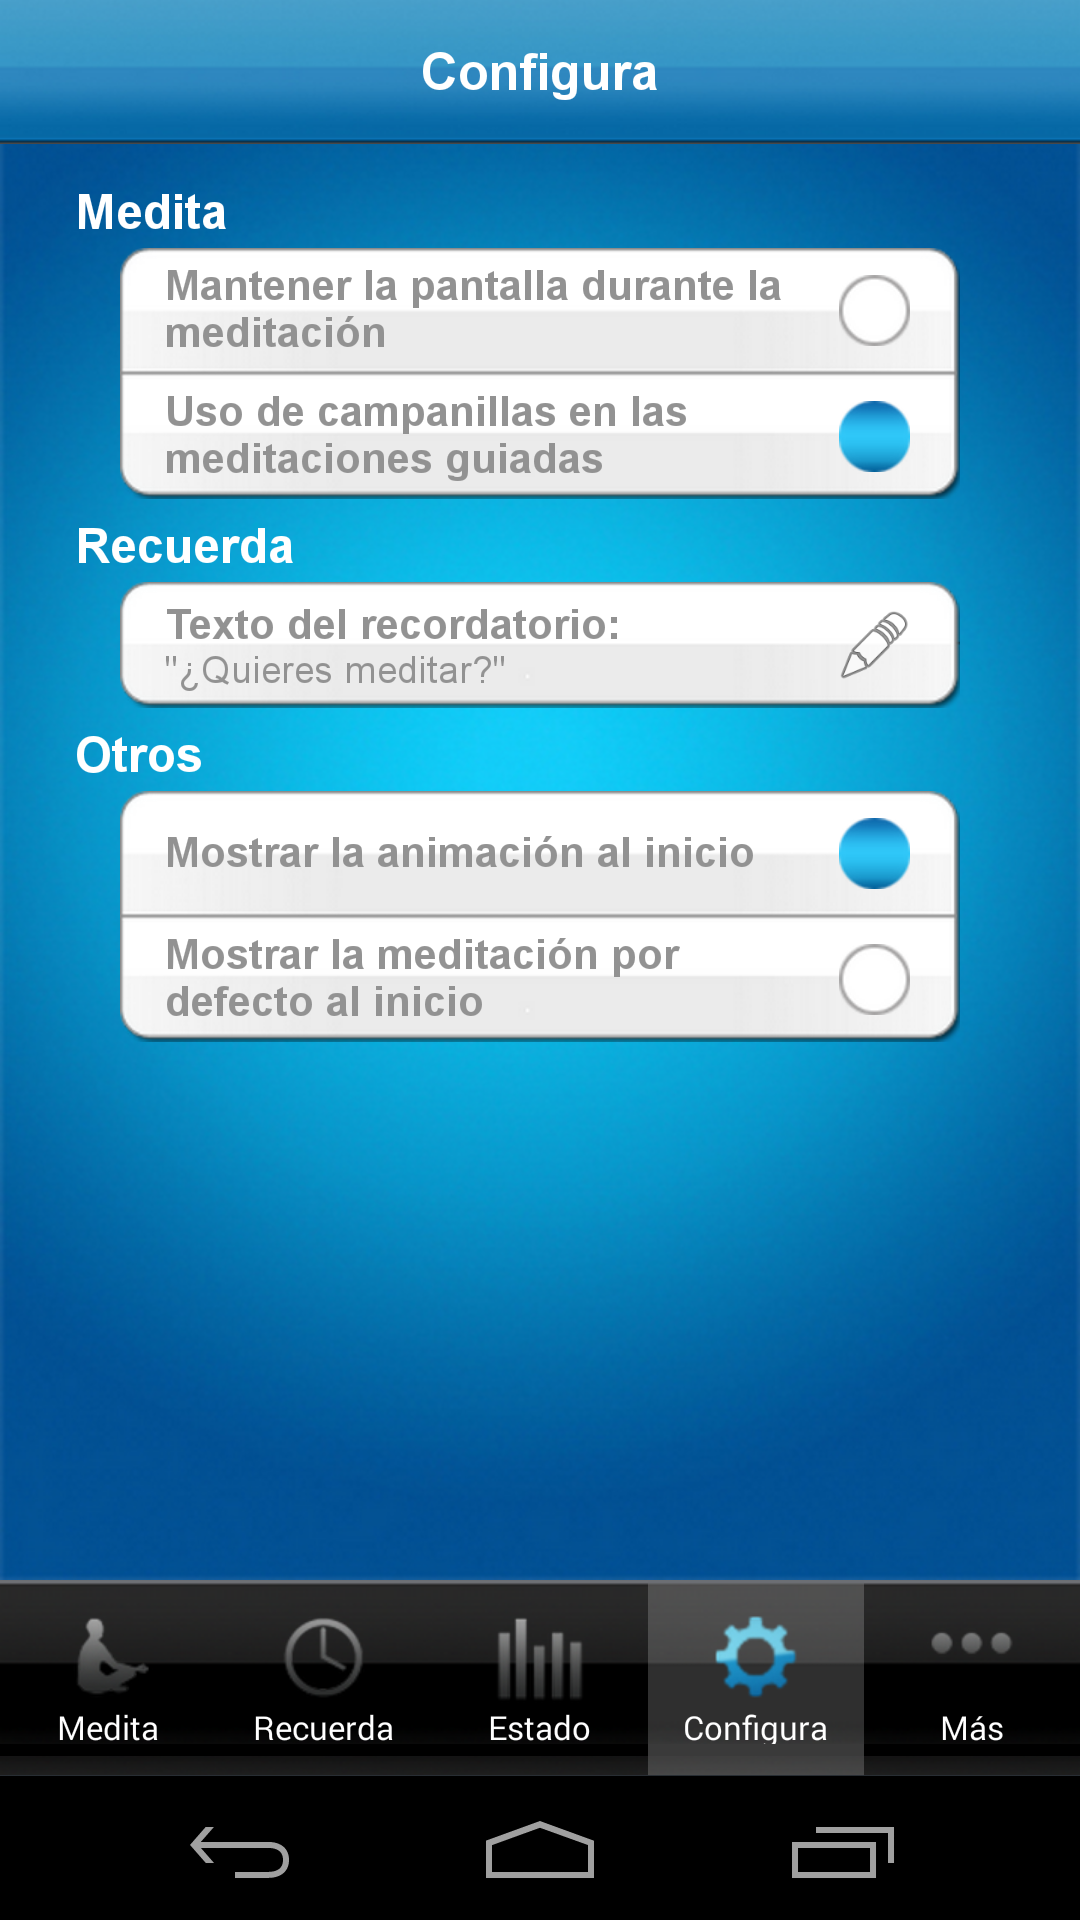 Configura
Medita
Mantener la pantalla durante la
meditación
Uso de campanillas en las
meditaciones guiadas
Recuerda
Texto del recordatorio:
"¿Quieres meditar?"
Otros
Mostrar la animación al inicio
Mostrar la meditación por
defecto al inicio
Medita
Recuerda
Estado
Configura
Más